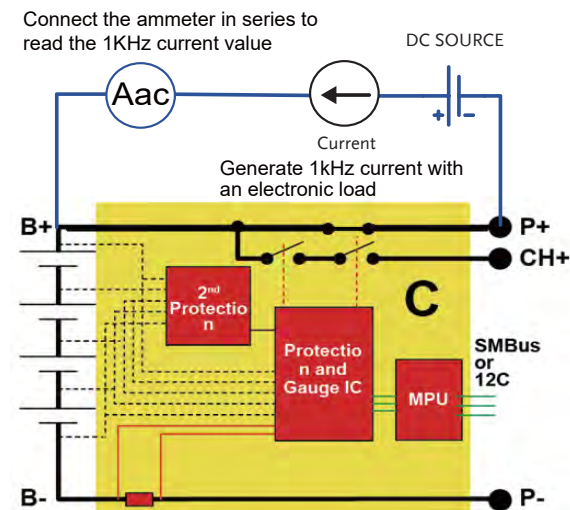 Connect the ammeter in series to
read the 1KHz current value
DC SOURCE
Aac
+ -
Current
Generate 1kHz current with
an electronic load
B+
P+
CH+
C
2nd
Protectio
n
Protectio
n and
Gauge IC
MPU
SMBus
or
12C
B-
P-